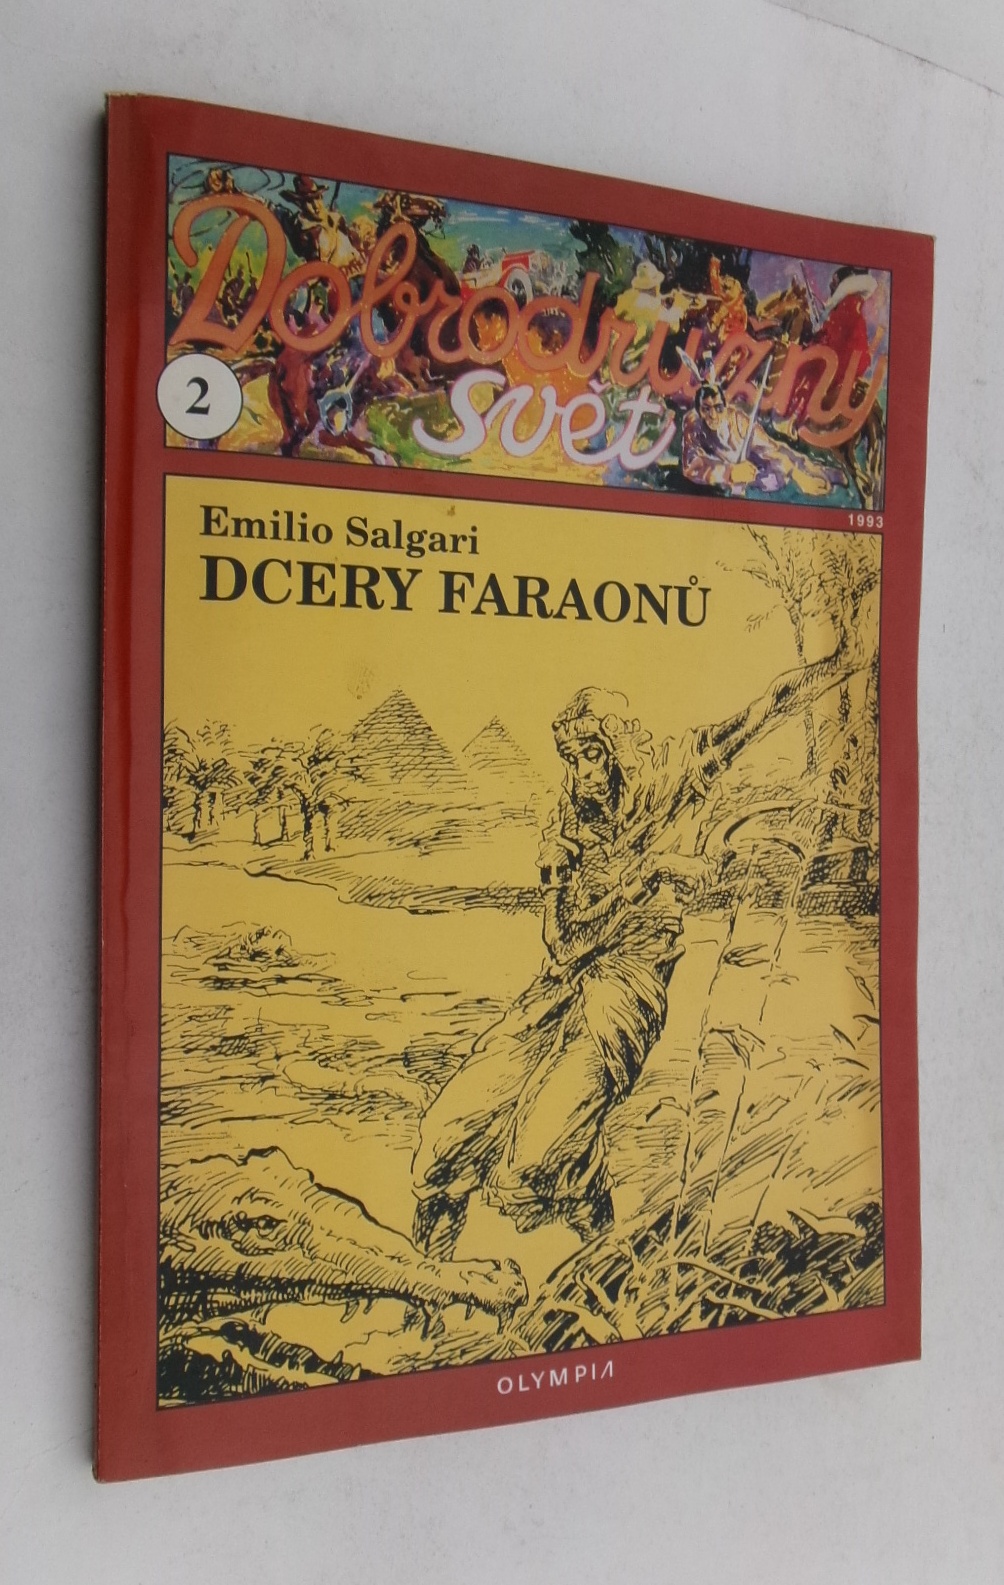 Dobrodružný
svět
2
1993
Emilio Salgari
DCERY FARAONŮ
OLYMPIA